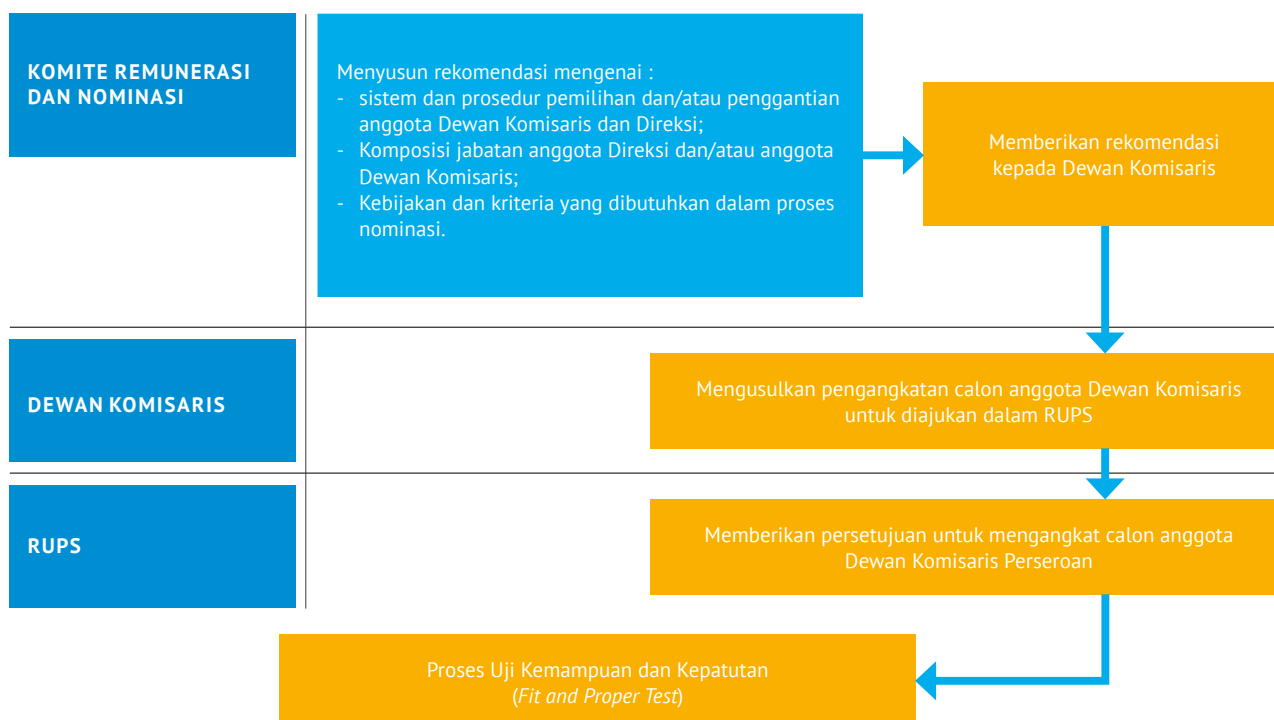 KOMITE REMUNERASI
DAN NOMINASI
Menyusun rekomendasi mengenai :
- sistem dan prosedur pemilihan dan/atau penggantian
anggota Dewan Komisaris dan Direksi;
- Komposisi jabatan anggota Direksi dan/atau anggota
Dewan Komisaris;
- Kebijakan dan kriteria yang dibutuhkan dalam proses
nominasi.
Memberikan rekomendasi
kepada Dewan Komisaris
DEWAN KOMISARIS
Mengusulkan pengangkatan calon anggota Dewan Komisaris
untuk diajukan dalam RUPS
RUPS
Memberikan persetujuan untuk mengangkat calon anggota
Dewan Komisaris Perseroan
Proses Uji Kemampuan dan Kepatutan
(Fit and Proper Test)